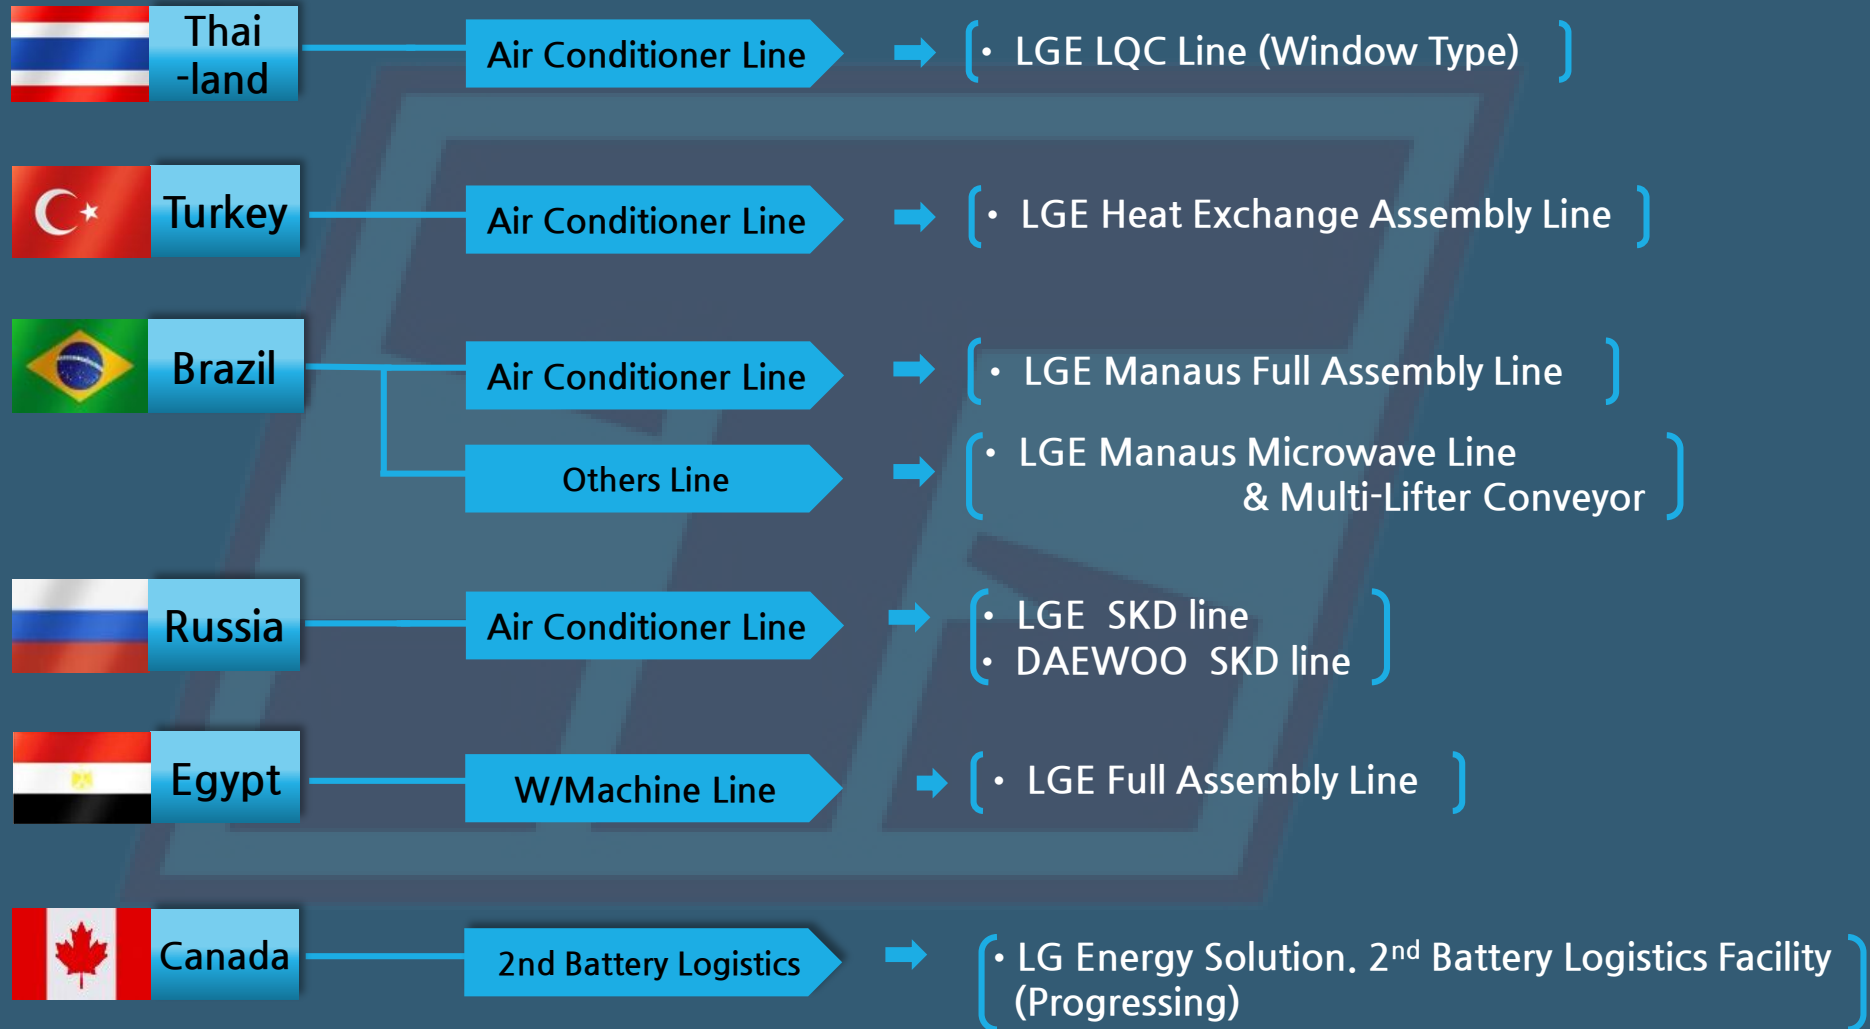 Thai
-land
Air Conditioner Line
• LGE LQC Line (Window Type)
Turkey
Air Conditioner Line
• LGE Heat Exchange Assembly Line
Brazil
Air Conditioner Line
• LGE Manaus Full Assembly Line
Others Line
• LGE Manaus Microwave Line
& Multi-Lifter Conveyor
Russia
Air Conditioner Line
• LGE SKD line
• DAEWOO SKD line
Egypt
W/Machine Line
• LGE Full Assembly Line
Canada
2nd Battery Logistics
• LG Energy Solution. 2nd Battery Logistics Facility
(Progressing)